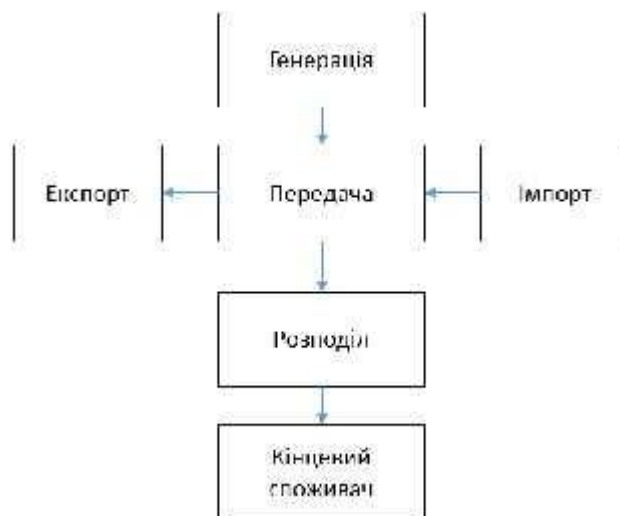 Генерація
Експорт
Передача
Імпорт
Розподіл
Кінцевий
споживач